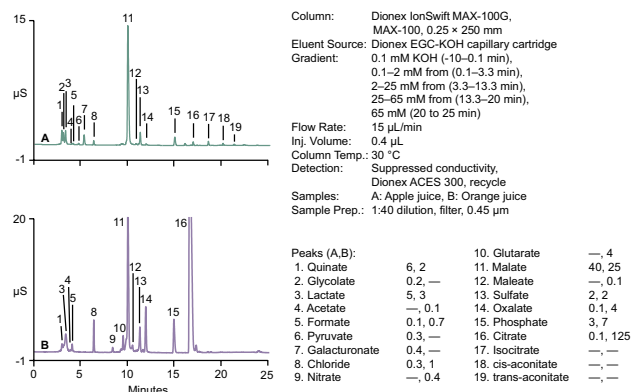 15
µS
-1
A
1
2
3
4
5
6
7
8
11
12
13
14
15
16
17
18
19
0
5
10
15
20
25
20
µS
-1
B
1
3
4
5
8
9
10
11
12
13
14
15
16
0
5
10
15
20
25
Minutes
Column: Dionex IonSwift MAX-100G,
MAX-100, 0.25 × 250 mm
Eluent Source: Dionex EGC-KOH capillary cartridge
Gradient: 0.1 mM KOH (-10–0.1 min),
0.1–2 mM from (0.1–3.3 min),
2–25 mM from (3.3–13.3 min),
25–65 mM from (13.3–20 min),
65 mM (20 to 25 min)
Flow Rate: 15 µL/min
Inj. Volume: 0.4 µL
Column Temp.: 30 °C
Detection: Suppressed conductivity,
Dionex ACES 300, recycle
Samples: A: Apple juice, B: Orange juice
Sample Prep.: 1:40 dilution, filter, 0.45 µm
Peaks (A,B):
1. Quinate 6, 2
2. Glycolate 0.2, —
3. Lactate 5, 3
4. Acetate —, 0.1
5. Formate 0.1, 0.7
6. Pyruvate 0.3, —
7. Galacturonate 0.4, —
8. Chloride 0.3, 1
9. Nitrate —, 0.4
10. Glutarate —, 4
11. Malate 40, 25
12. Maleate —, 0.1
13. Sulfate 2, 2
14. Oxalate 0.1, 4
15. Phosphate 3, 7
16. Citrate 0.1, 125
17. Isocitrate —, —
18. cis-aconitate —, —
19. trans-aconitate —, —